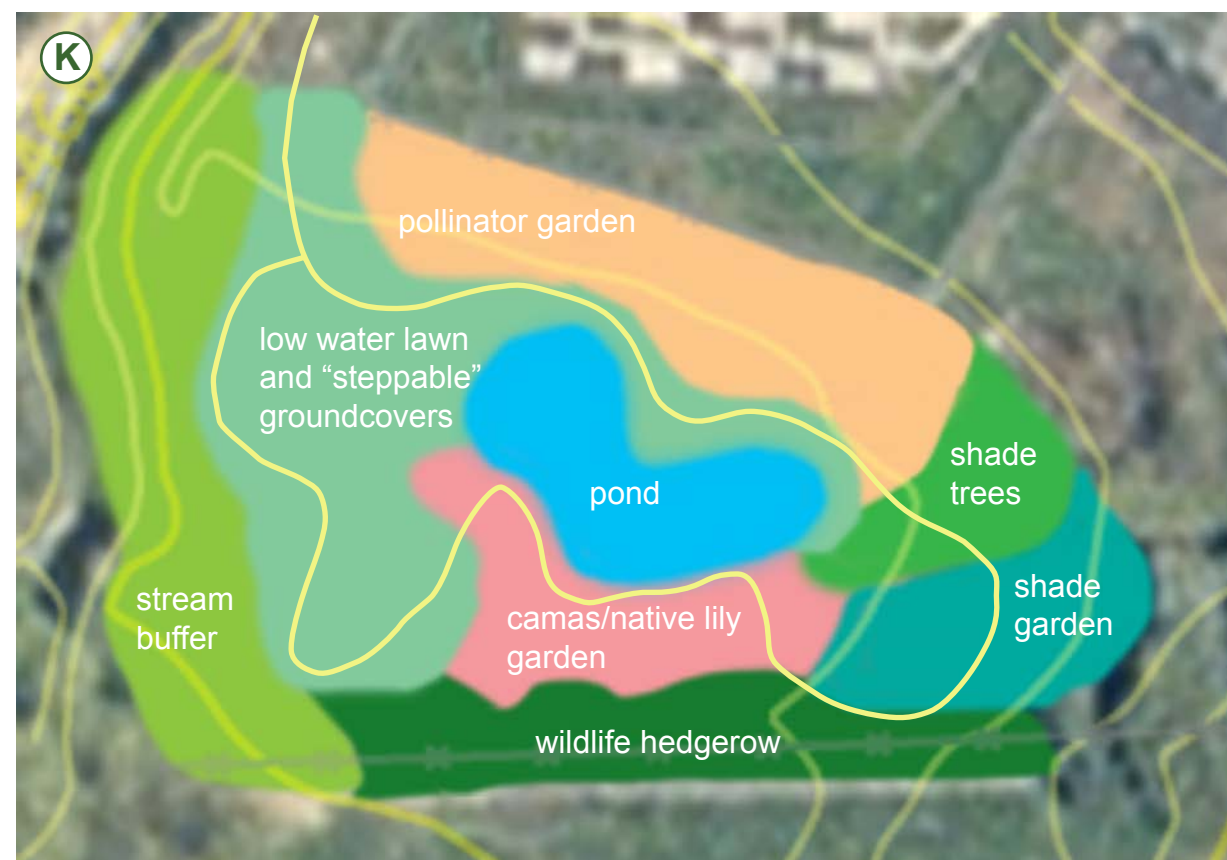 K
pollinator garden
low water lawn
and “steppable”
groundcovers
shade
trees
pond
stream
buffer
camas/native lily
garden
shade
garden
wildlife hedgerow